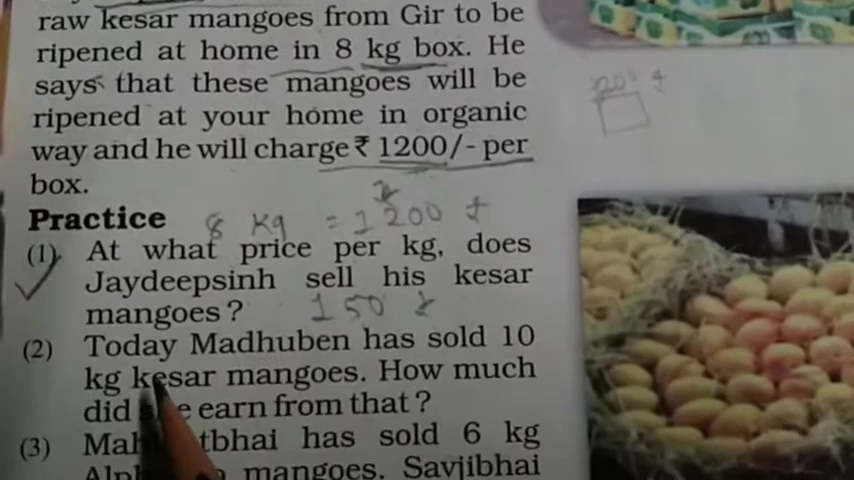 raw kesar mangoes from Gir to be
ripened at home in 8 kg box. He
says that these mangoes will be
ripened at your home in organic
way and he will charge ₹ 1200/- per
box.
Practice
8 kg = 1200 ₹
(1) At what price per kg, does
Jaydeepsinh sell his kesar
mangoes? 150 ₹
(2) Today Madhuben has sold 10
kg kesar mangoes. How much
did she earn from that?
(3) bhai has sold 6 kg
mangoes. Savjibhai